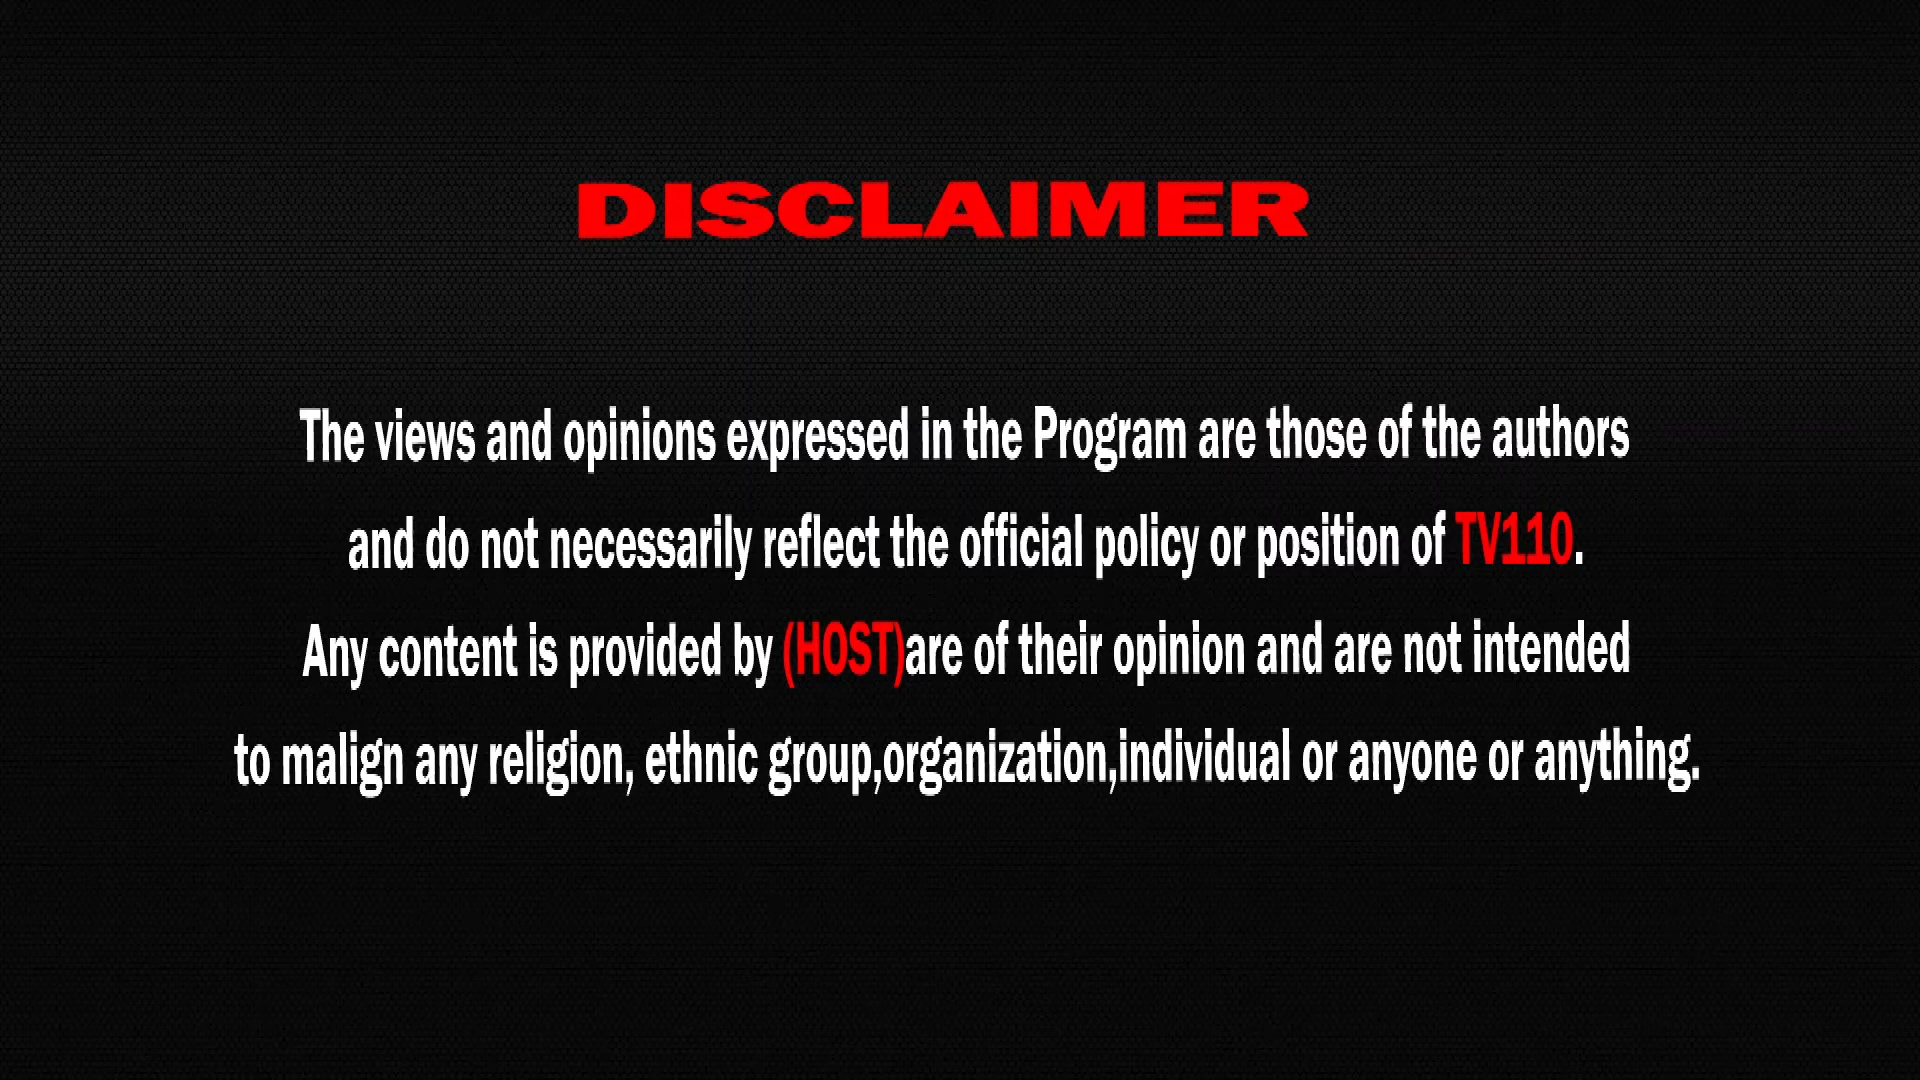 DISCLAIMER
The views and opinions expressed in the Program are those of the authors
and do not necessarily reflect the official policy or position of TV110.
Any content is provided by (HOST)are of their opinion and are not intended
to malign any religion, ethnic group,organization,individual or anyone or anything.